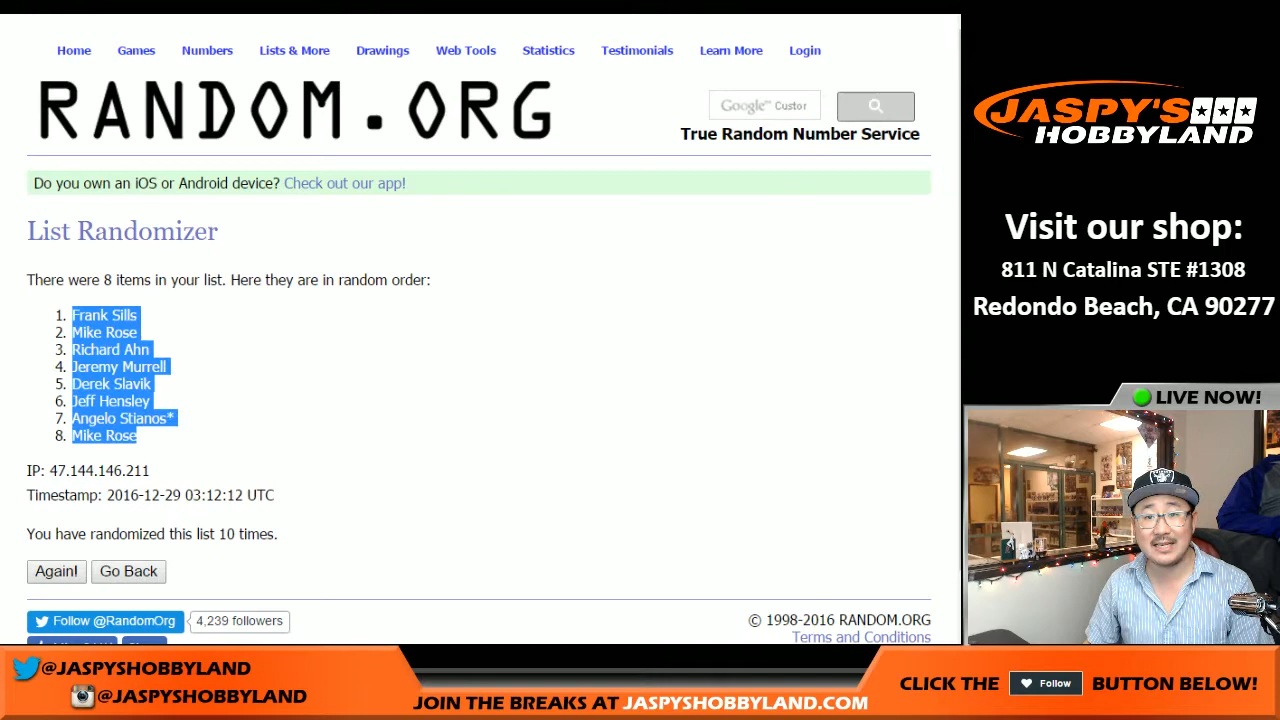 Home Games Numbers Lists & More Drawings Web Tools Statistics Testimonials Learn More Login
RANDOM.ORG
Google™ Custor
True Random Number Service
Do you own an iOS or Android device? Check out our app!
List Randomizer
There were 8 items in your list. Here they are in random order:
1. Frank Sills
2. Mike Rose
3. Richard Ahn
4. Jeremy Murrell
5. Derek Slavik
6. Jeff Hensley
7. Angelo Stianos*
8. Mike Rose
IP: 47.144.146.211
Timestamp: 2016-12-29 03:12:12 UTC
You have randomized this list 10 times.
Again! Go Back
Follow @RandomOrg 4,239 followers
© 1998-2016 RANDOM.ORG
Terms and Conditions
JASPY'S
HOBBYLAND
Visit our shop:
811 N Catalina STE #1308
Redondo Beach, CA 90277
LIVE NOW!
@JASPYSHOBBYLAND
@JASPYSHOBBYLAND
JOIN THE BREAKS AT JASPYSHOBBYLAND.COM
CLICK THE Follow BUTTON BELOW!